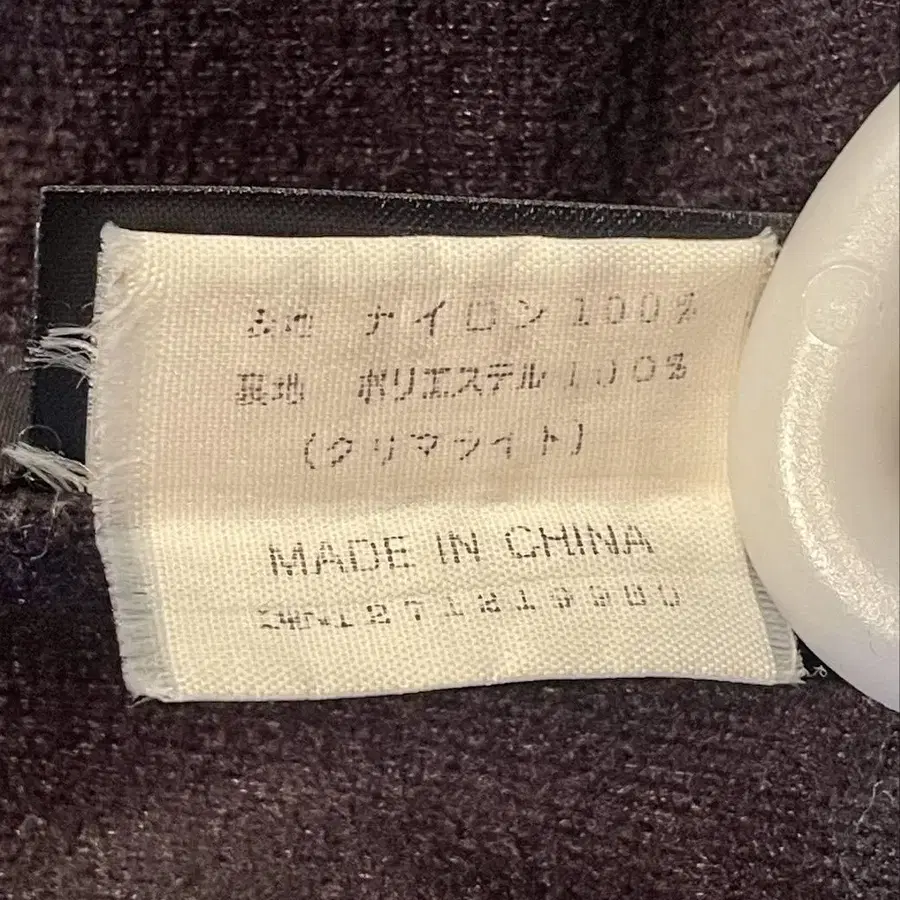 表地 ナイロン100%
裏地 ポリエステル100%
(クリマライト)
MADE IN CHINA